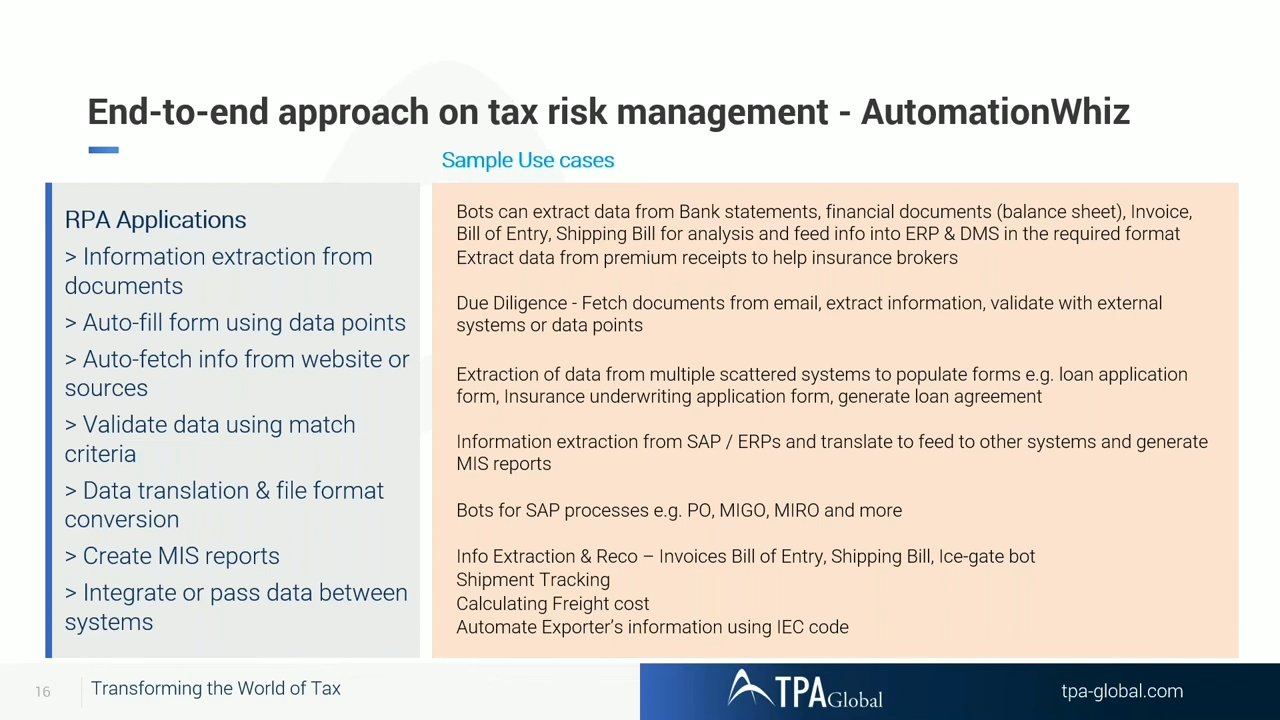 End-to-end approach on tax risk management - AutomationWhiz
Sample Use cases
RPA Applications
> Information extraction from
documents
> Auto-fill form using data points
> Auto-fetch info from website or
sources
> Validate data using match
criteria
> Data translation & file format
conversion
> Create MIS reports
> Integrate or pass data between
systems
Bots can extract data from Bank statements, financial documents (balance sheet), Invoice,
Bill of Entry, Shipping Bill for analysis and feed info into ERP & DMS in the required format
Extract data from premium receipts to help insurance brokers
Due Diligence - Fetch documents from email, extract information, validate with external
systems or data points
Extraction of data from multiple scattered systems to populate forms e.g. loan application
form, Insurance underwriting application form, generate loan agreement
Information extraction from SAP / ERPs and translate to feed to other systems and generate
MIS reports
Bots for SAP processes e.g. PO, MIGO, MIRO and more
Info Extraction & Reco – Invoices Bill of Entry, Shipping Bill, Ice-gate bot
Shipment Tracking
Calculating Freight cost
Automate Exporter’s information using IEC code
16
Transforming the World of Tax
TPA Global
tpa-global.com